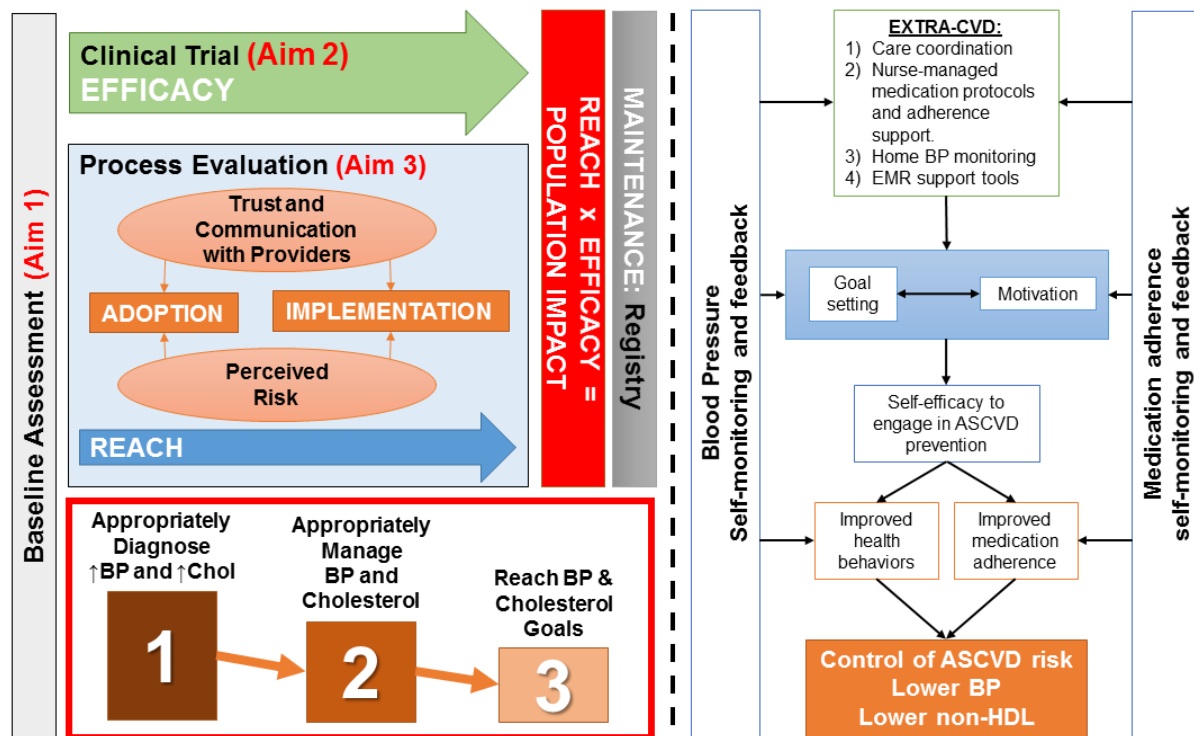 Baseline Assessment (Aim 1)
Clinical Trial (Aim 2)
EFFICACY
Process Evaluation (Aim 3)
Trust and
Communication
with Providers
ADOPTION
IMPLEMENTATION
Perceived
Risk
REACH
REACH x EFFICACY =
POPULATION IMPACT
MAINTENANCE: Registry
Appropriately
Diagnose
↑BP and ↑Chol
Appropriately
Manage
BP and
Cholesterol
Reach BP &
Cholesterol
Goals
1
2
3
Blood Pressure
Self-monitoring and feedback
EXTRA-CVD:
1) Care coordination
2) Nurse-managed
medication protocols
and adherence
support.
3) Home BP monitoring
4) EMR support tools
Goal
setting
Motivation
Self-efficacy to
engage in ASCVD
prevention
Improved
health
behaviors
Improved
medication
adherence
Control of ASCVD risk
Lower BP
Lower non-HDL
Medication adherence
self-monitoring and feedback